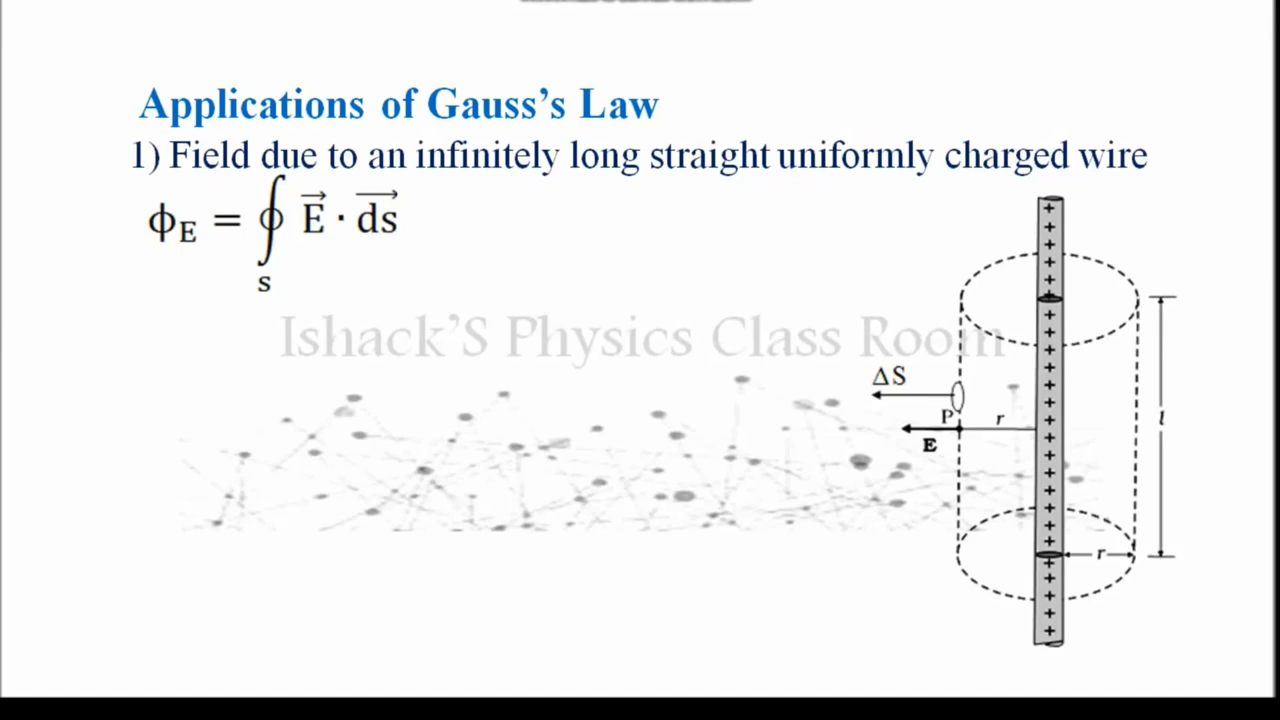 Applications of Gauss's Law
1) Field due to an infinitely long straight uniformly charged wire
ϕE = ∮s E⃗ · ds⃗
Ishack'S Physics Class Room
ΔS
P
r
E
l
r